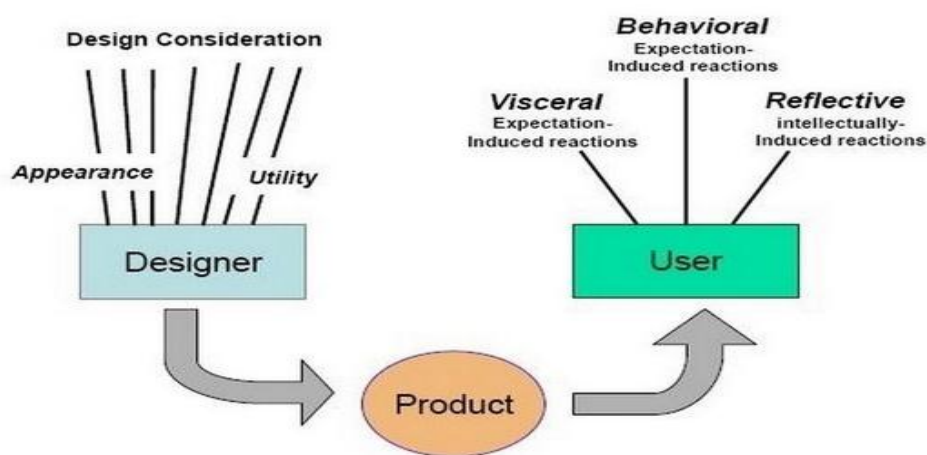 Design Consideration
Appearance
Utility
Designer
Behavioral
Expectation-
Induced reactions
Visceral
Expectation-
Induced reactions
Reflective
intellectually-
Induced reactions
User
Product